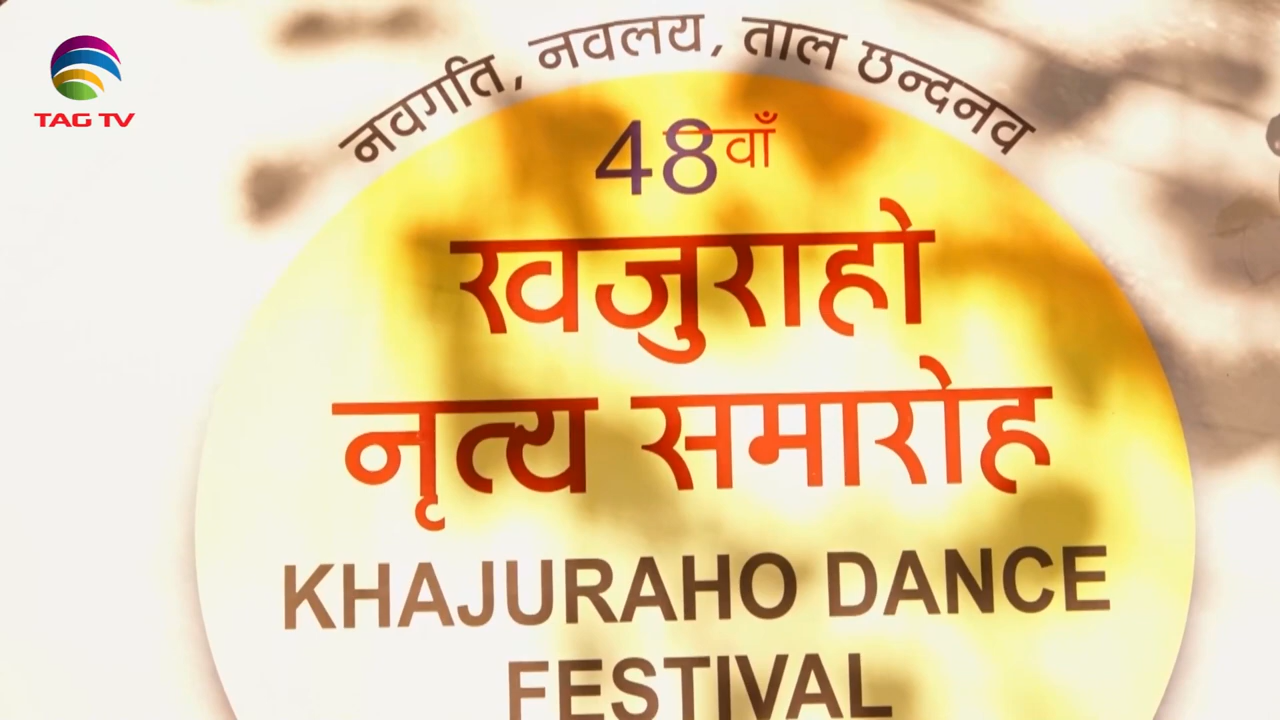 TAG TV
नवगति, नवलय, ताल छन्दनव
48वाँ
खजुराहो
नृत्य समारोह
KHAJURAHO DANCE
FESTIVAL